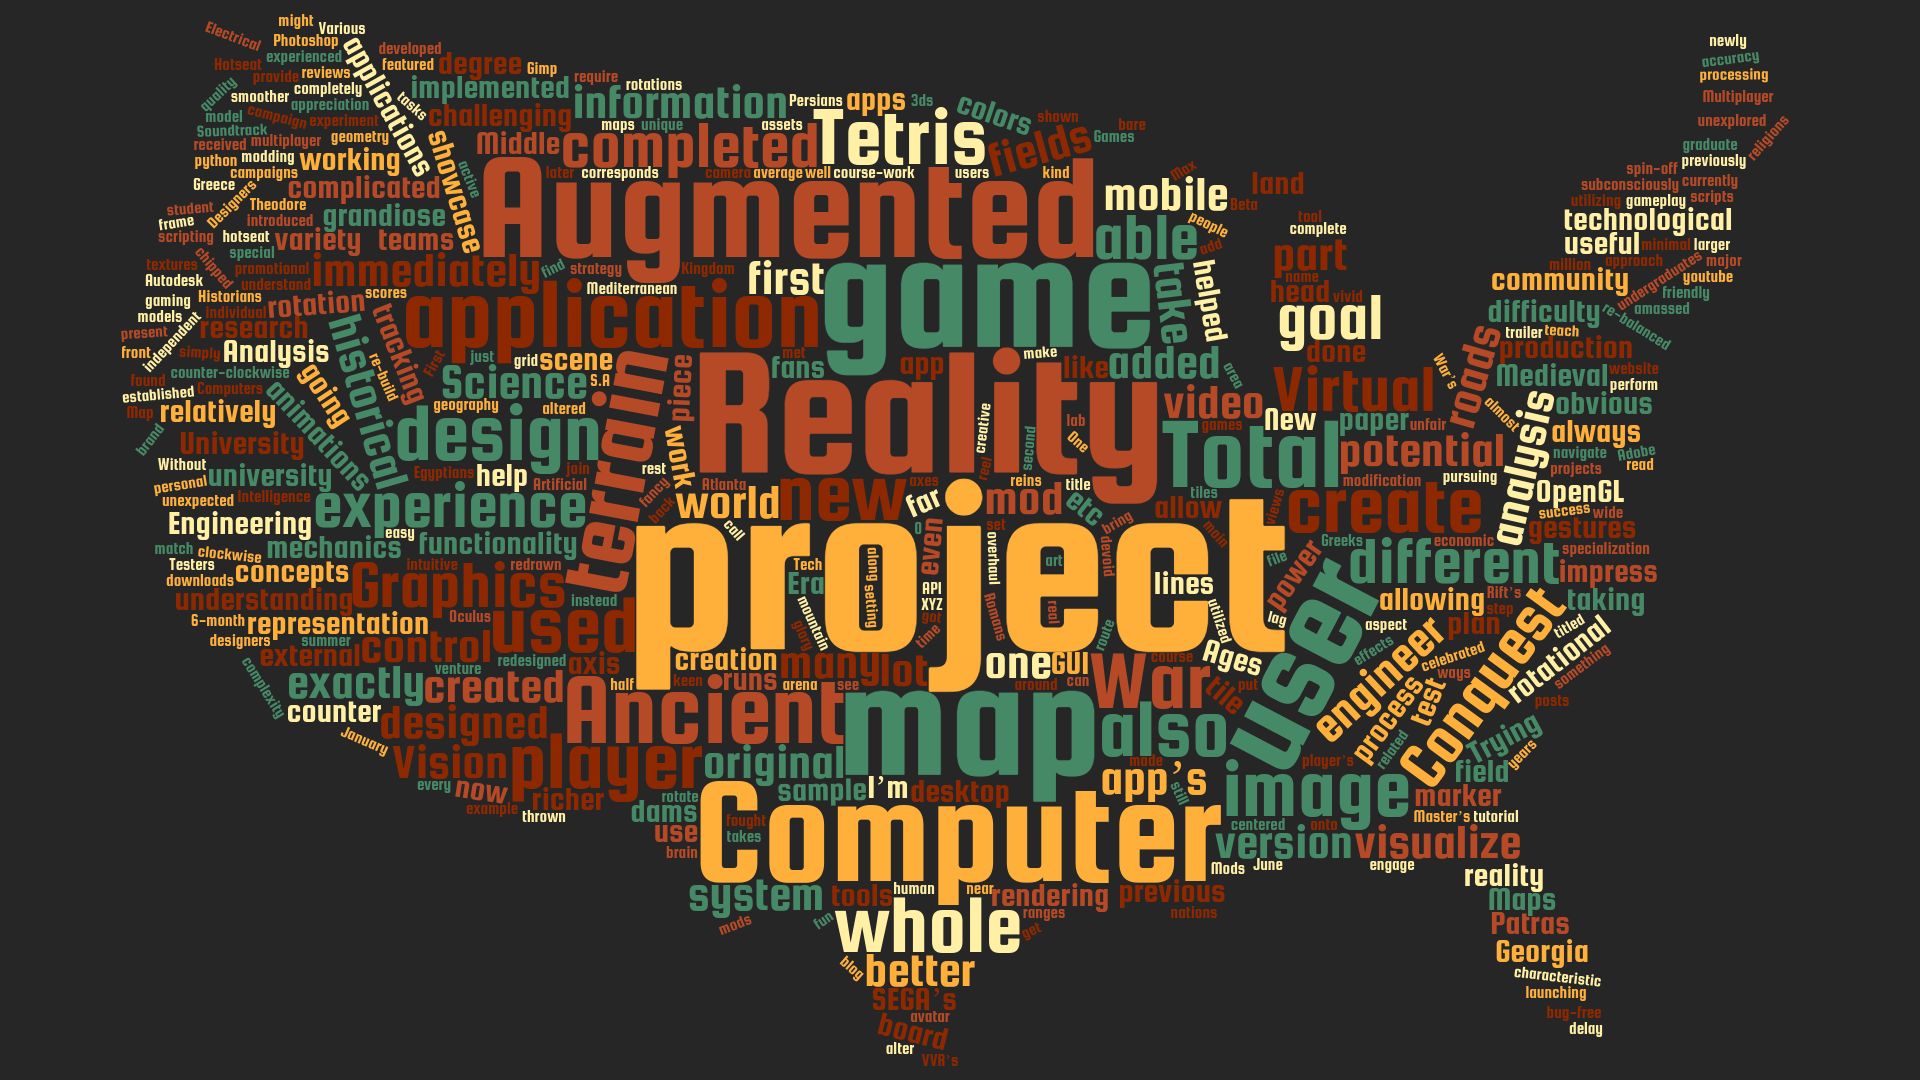 Electrical might Various
Photoshop applications developed
Hotseat experienced featured degree Gimp
provide reviews implemented require rotations
quality smoother completely tasks information Persians apps 3ds colors
model campaign appreciation challenging maps unique assets Tetris shown bare
Soundtrack experiment showcase Middle completed fields Games
received multiplayer geometry
python modding working active later corresponds camera average well course-work users kind Max
Greece campaigns complicated Augmented mobile land
Designers Theodore grandiose Beta
student introduced people tool
frame hotseat variety teams able add complete
scripting special find strategy Kingdom first game take helped part
textures chipped promotional immediately Mediterranean name
Autodesk understand application head vivid
gaming Historians rotation scores goal
models individual research historical tracking
present independent Analysis just grid scene met make done
front simply re-build First Science S.A fans app like added area
counter-clockwise going Reality Virtual War's
found Computers animations geography altered terrain piece video
established relatively design creative lab games New paper unfair roads
Map University work second One Total potential almost
brand Egyptians help join rest reel
Without university Artificial fancy Atlanta axes reins title tiles modification pursuing
personal Intelligence experience back world new far mod etc allow views create
unexpected easy call O set bring main
Engineering mechanics functionality even overhaul devoid file Greeks economic
match clockwise project art power different
Testers intuitive redrawn Tech along setting
downloads concepts Graphics Era API lines user allowing Rift's
understanding instead mountain XYZ Romans real utilized lag aspect step
6-month representation Oculus used glory got time route engineer plan
designers summer control redesigned Ages effects celebrated
external venture axis creation many lot one GUI course ways
complexity exactly created half keen runs arena see around can War tile put process test
counter designed Ancient map also related Conquest
January Vision player original made player's
every now sample I'm desktop app's still image
example richer rotate marker
thrown dams fought Computer Master's tutorial
use takes centered onto
brain version visualize
Mods June engage
system tools human near rendering previous
mods fun whole ranges get nations
blog better
SEGA's
board avatar
alter VVR's
newly
accuracy
processing
Multiplayer
unexplored religions
graduate
previously
spin-off
subconsciously currently
utilizing gameplay scripts
technological
useful minimal larger
million approach undergraduates major
community youtube
friendly
difficulty re-balanced amassed
trailer teach
production
Medieval website
perform
analysis obvious
always
navigate Adobe
projects read
OpenGL
success wide
gestures
specialization
impress
taking
titled
rotational something
posts
Trying years
field
reality
Maps
Patras
Georgia
characteristic
launching
bug-free
delay